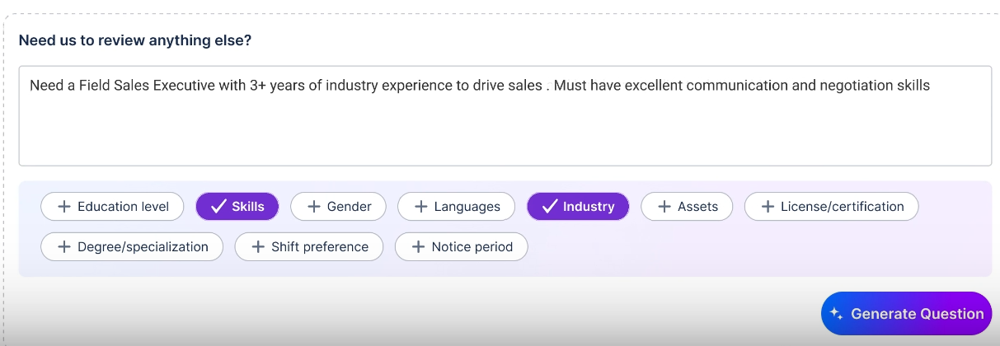 Need us to review anything else?
Need a Field Sales Executive with 3+ years of industry experience to drive sales . Must have excellent communication and negotiation skills
Education level Skills Gender Languages Industry Assets License/certification
Degree/specialization Shift preference Notice period
Generate Question